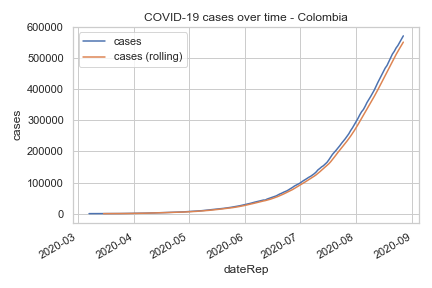 COVID-19 cases over time - Colombia
cases
cases (rolling)
600000
500000
400000
300000
200000
100000
0
cases
2020-03
2020-04
2020-05
2020-06
2020-07
2020-08
2020-09
dateRep